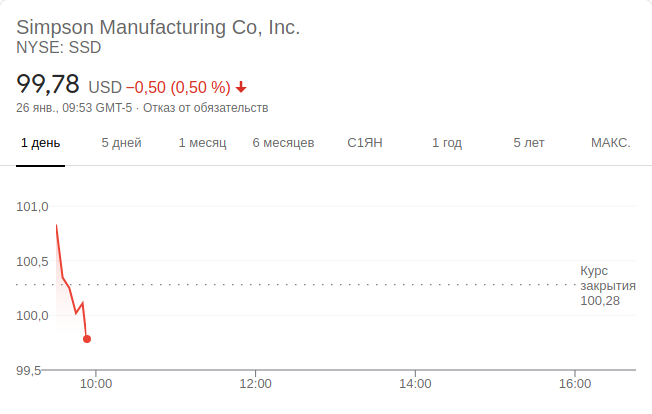 Simpson Manufacturing Co, Inc.
NYSE: SSD
99,78 USD −0,50 (0,50 %)
26 янв., 09:53 GMT-5 · Отказ от обязательств
1 день 5 дней 1 месяц 6 месяцев С1ЯН 1 год 5 лет МАКС.
101,0
100,5
Курс
закрытия
100,28
100,0
99,5
10:00 12:00 14:00 16:00